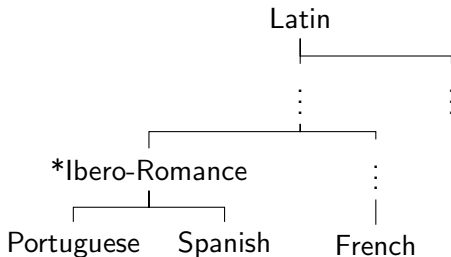 Latin
⋮ ⋮
*Ibero-Romance ⋮
Portuguese Spanish French